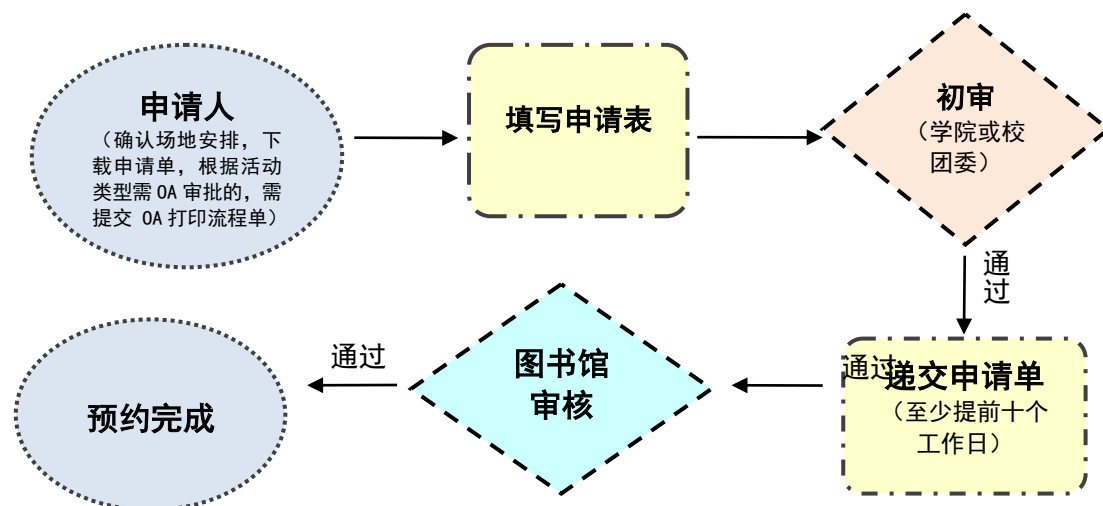 申请人
（确认场地安排，下
载申请单，根据活动
类型需 OA 审批的，需
提交 OA 打印流程单）
填写申请表
初审
（学院或校
团委）
通
过
通过
递交申请单
（至少提前十个
工作日）
图书馆
审核
通过
预约完成